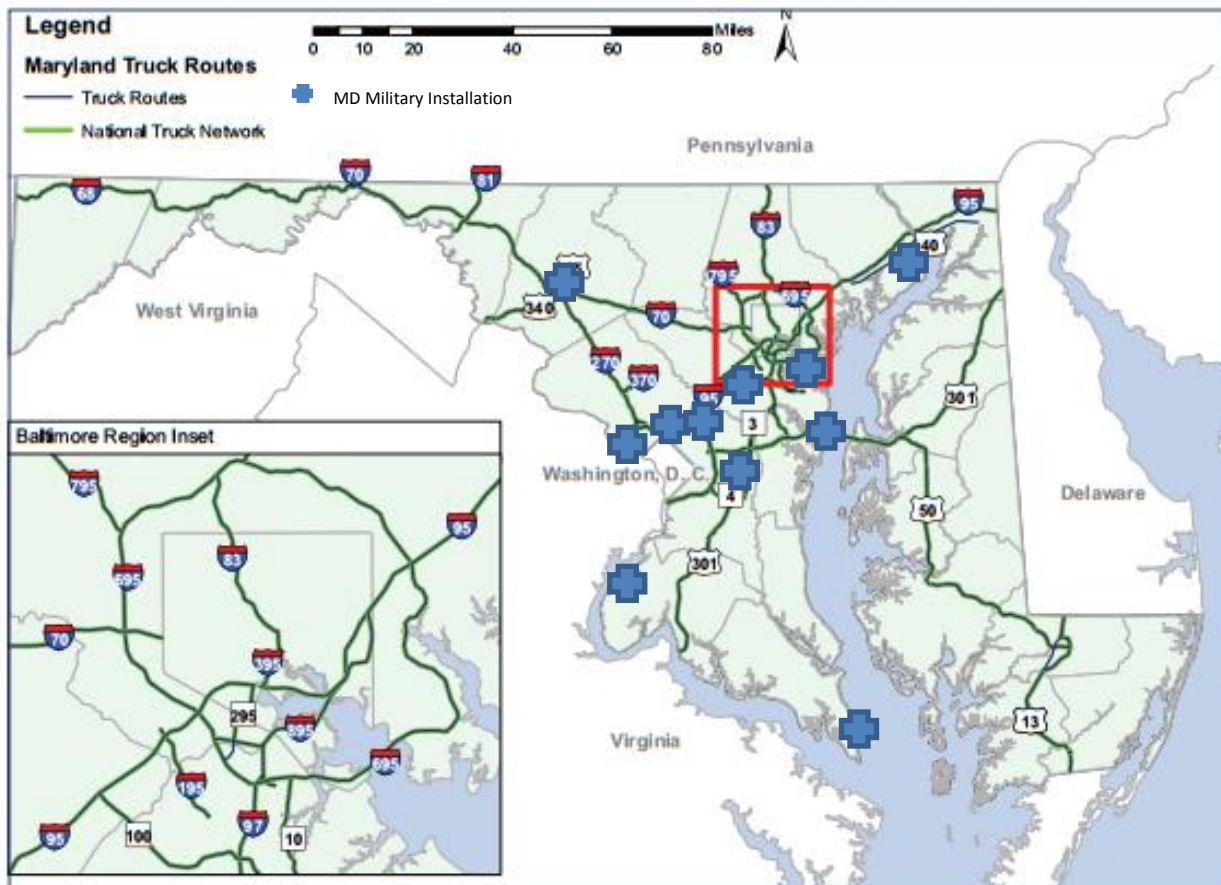 Legend
Maryland Truck Routes
Truck Routes
National Truck Network
0 10 20 40 60 80
Miles
N
MD Military Installation
Pennsylvania
68
70
81
83
95
40
795
695
340
70
West Virginia
270
370
95
301
3
Washington, D. C.
4
50
Delaware
301
Virginia
13
Baltimore Region Inset
795
95
83
695
70
395
295
895
695
195
97
10
100
95